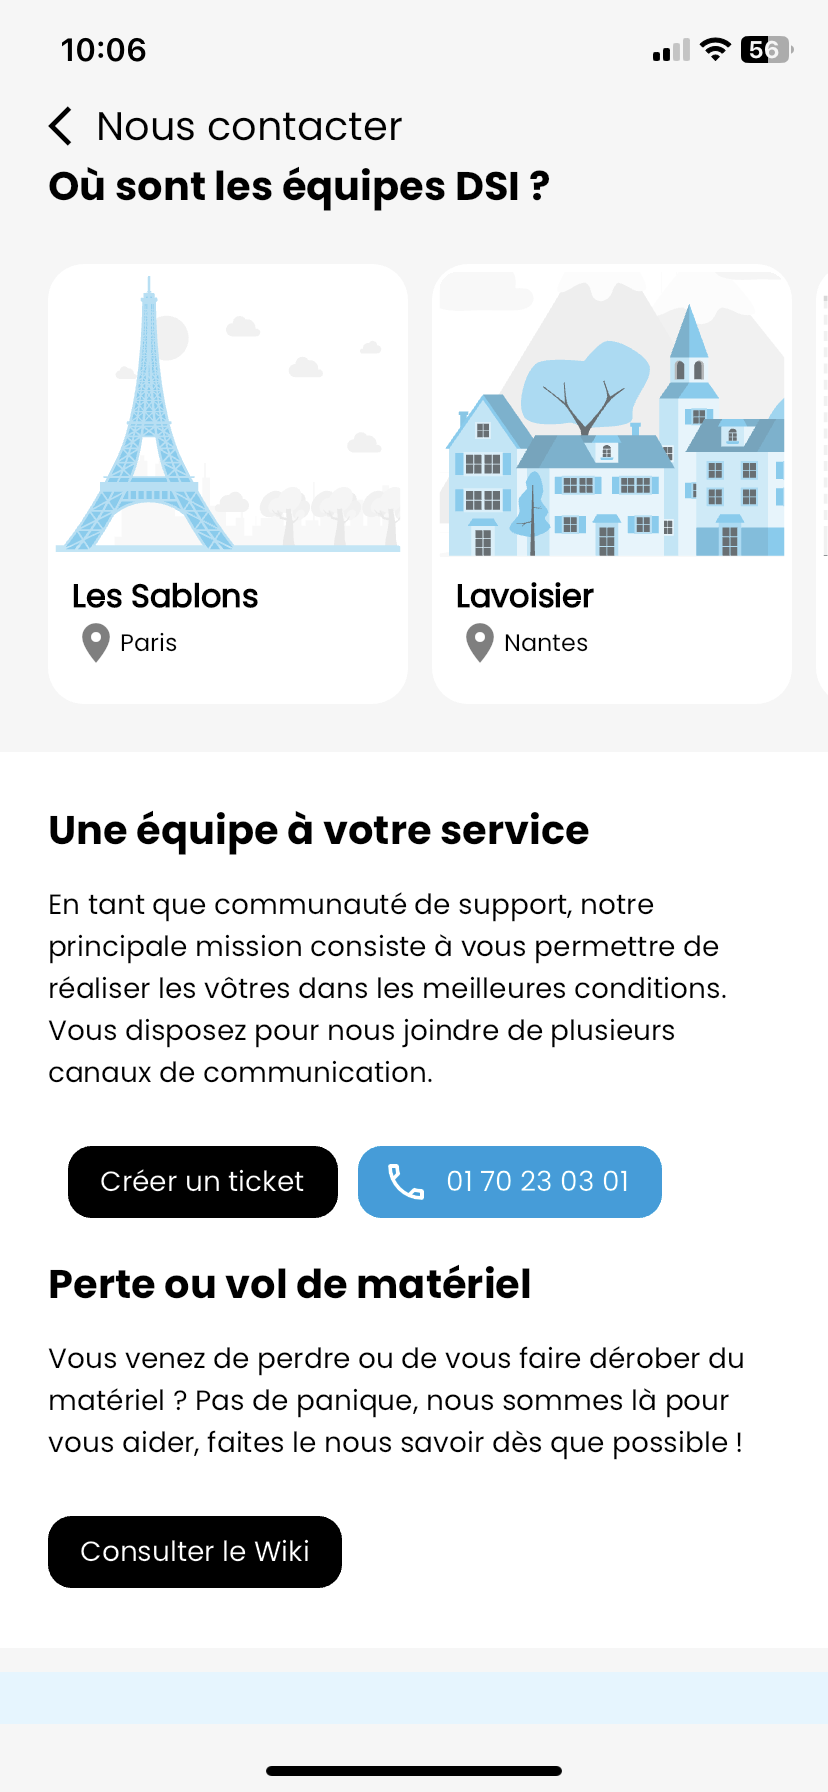 10:06
56
Nous contacter
Où sont les équipes DSI ?
Les Sablons
Paris
Lavoisier
Nantes
Une équipe à votre service
En tant que communauté de support, notre
principale mission consiste à vous permettre de
réaliser les vôtres dans les meilleures conditions.
Vous disposez pour nous joindre de plusieurs
canaux de communication.
Créer un ticket
01 70 23 03 01
Perte ou vol de matériel
Vous venez de perdre ou de vous faire dérober du
matériel ? Pas de panique, nous sommes là pour
vous aider, faites le nous savoir dès que possible !
Consulter le Wiki